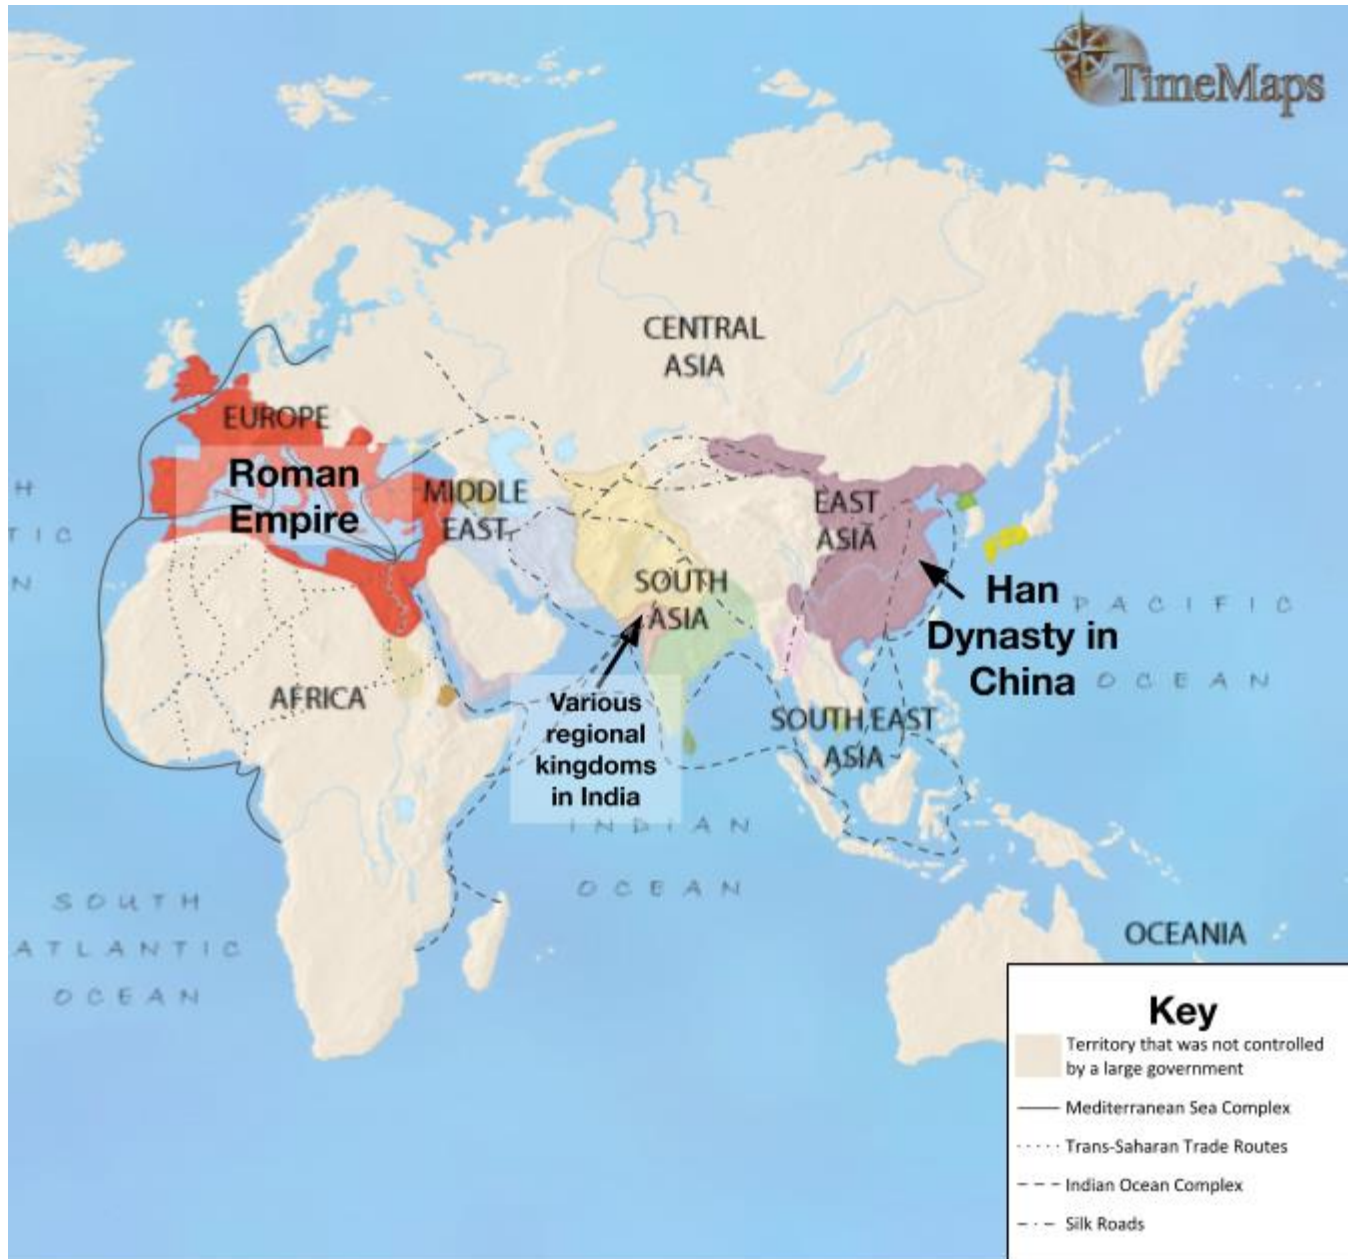 TimeMaps
CENTRAL
ASIA
EUROPE
Roman
Empire
MIDDLE
EAST
EAST
ASIA
H
TIC
N
SOUTH
ASIA
Han
Dynasty in
China
PACIFIC
OCEAN
AFRICA
Various
regional
kingdoms
in India
SOUTH EAST
ASIA
INDIAN
OCEAN
SOUTH
ATLANTIC
OCEAN
OCEANIA
Key
Territory that was not controlled
by a large government
Mediterranean Sea Complex
Trans-Saharan Trade Routes
Indian Ocean Complex
Silk Roads